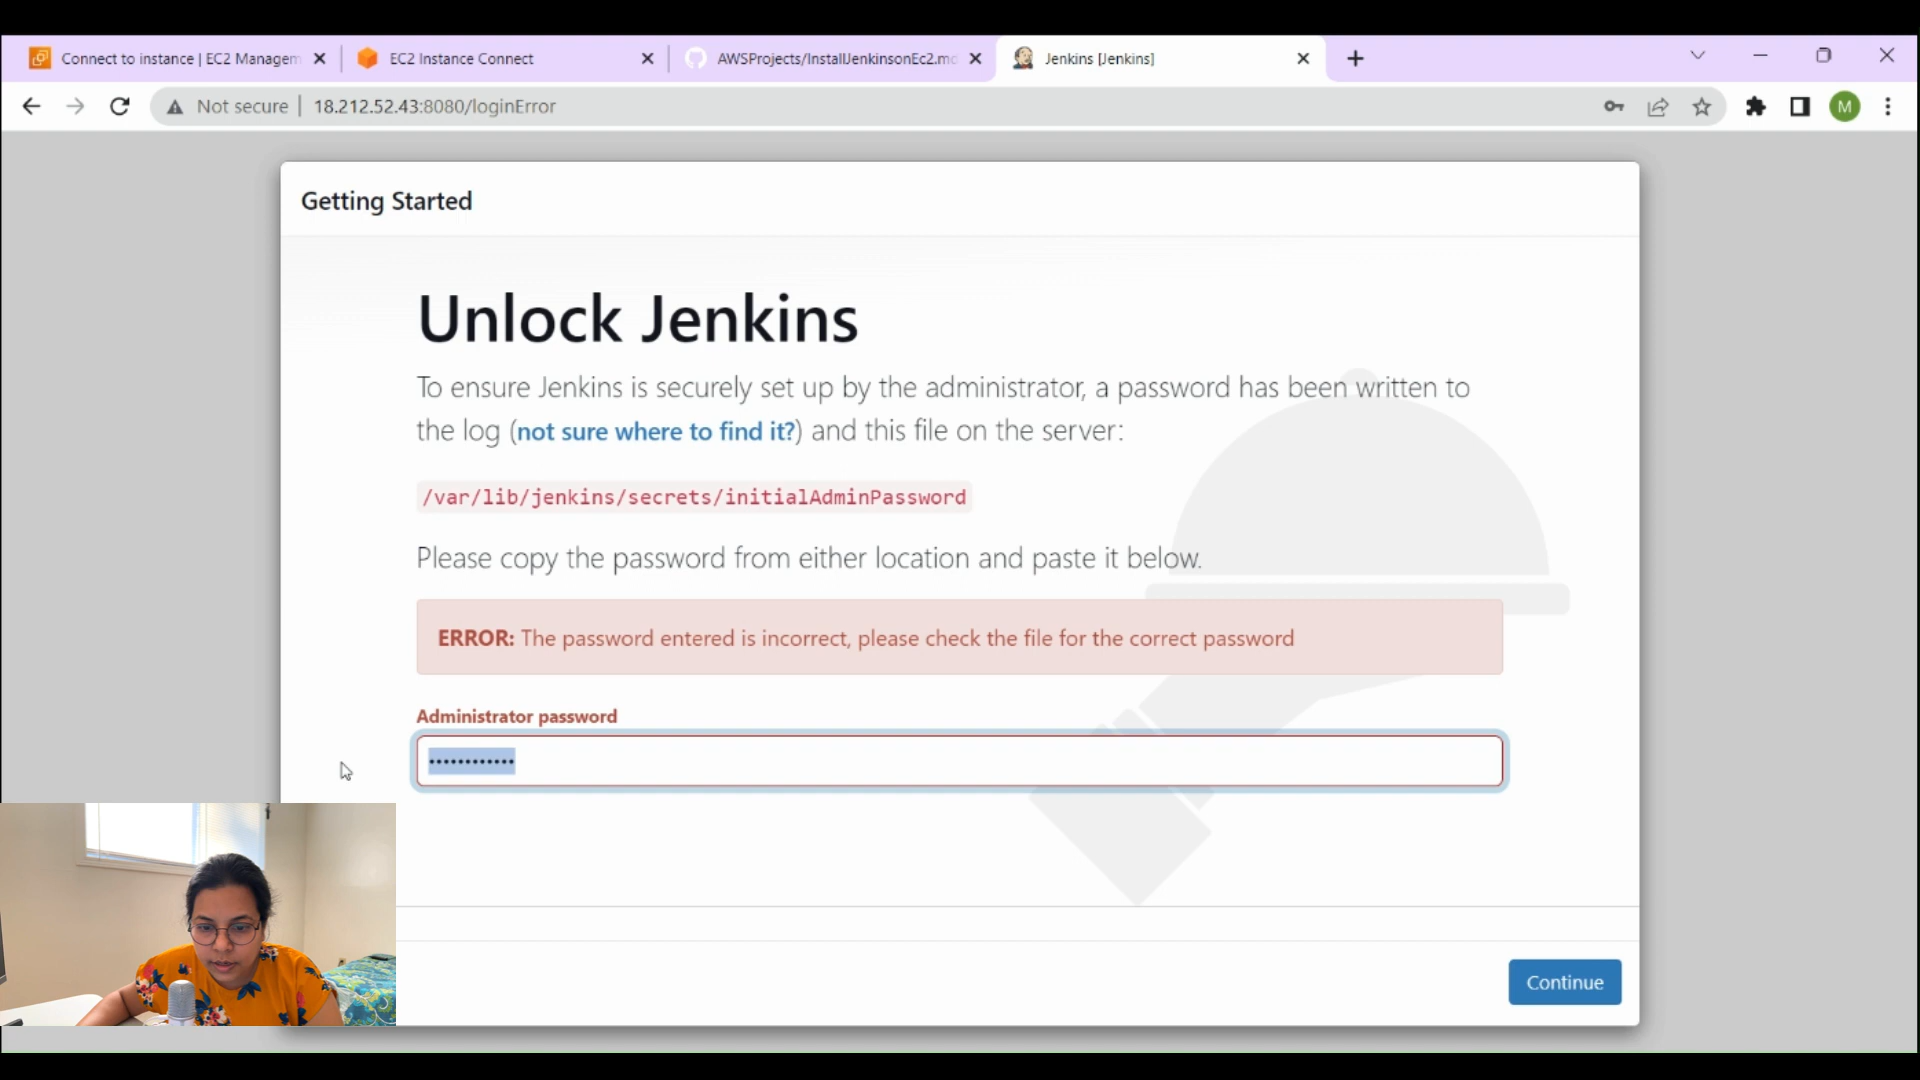 Connect to instance | EC2 Managem
EC2 Instance Connect
AWSProjects/InstallJenkinsonEc2.md
Jenkins [Jenkins]
Not secure
18.212.52.43:8080/loginError
M
Getting Started
Unlock Jenkins
To ensure Jenkins is securely set up by the administrator, a password has been written to
the log (not sure where to find it?) and this file on the server:
/var/lib/jenkins/secrets/initialAdminPassword
Please copy the password from either location and paste it below.
ERROR: The password entered is incorrect, please check the file for the correct password
Administrator password
••••••••••••
Continue